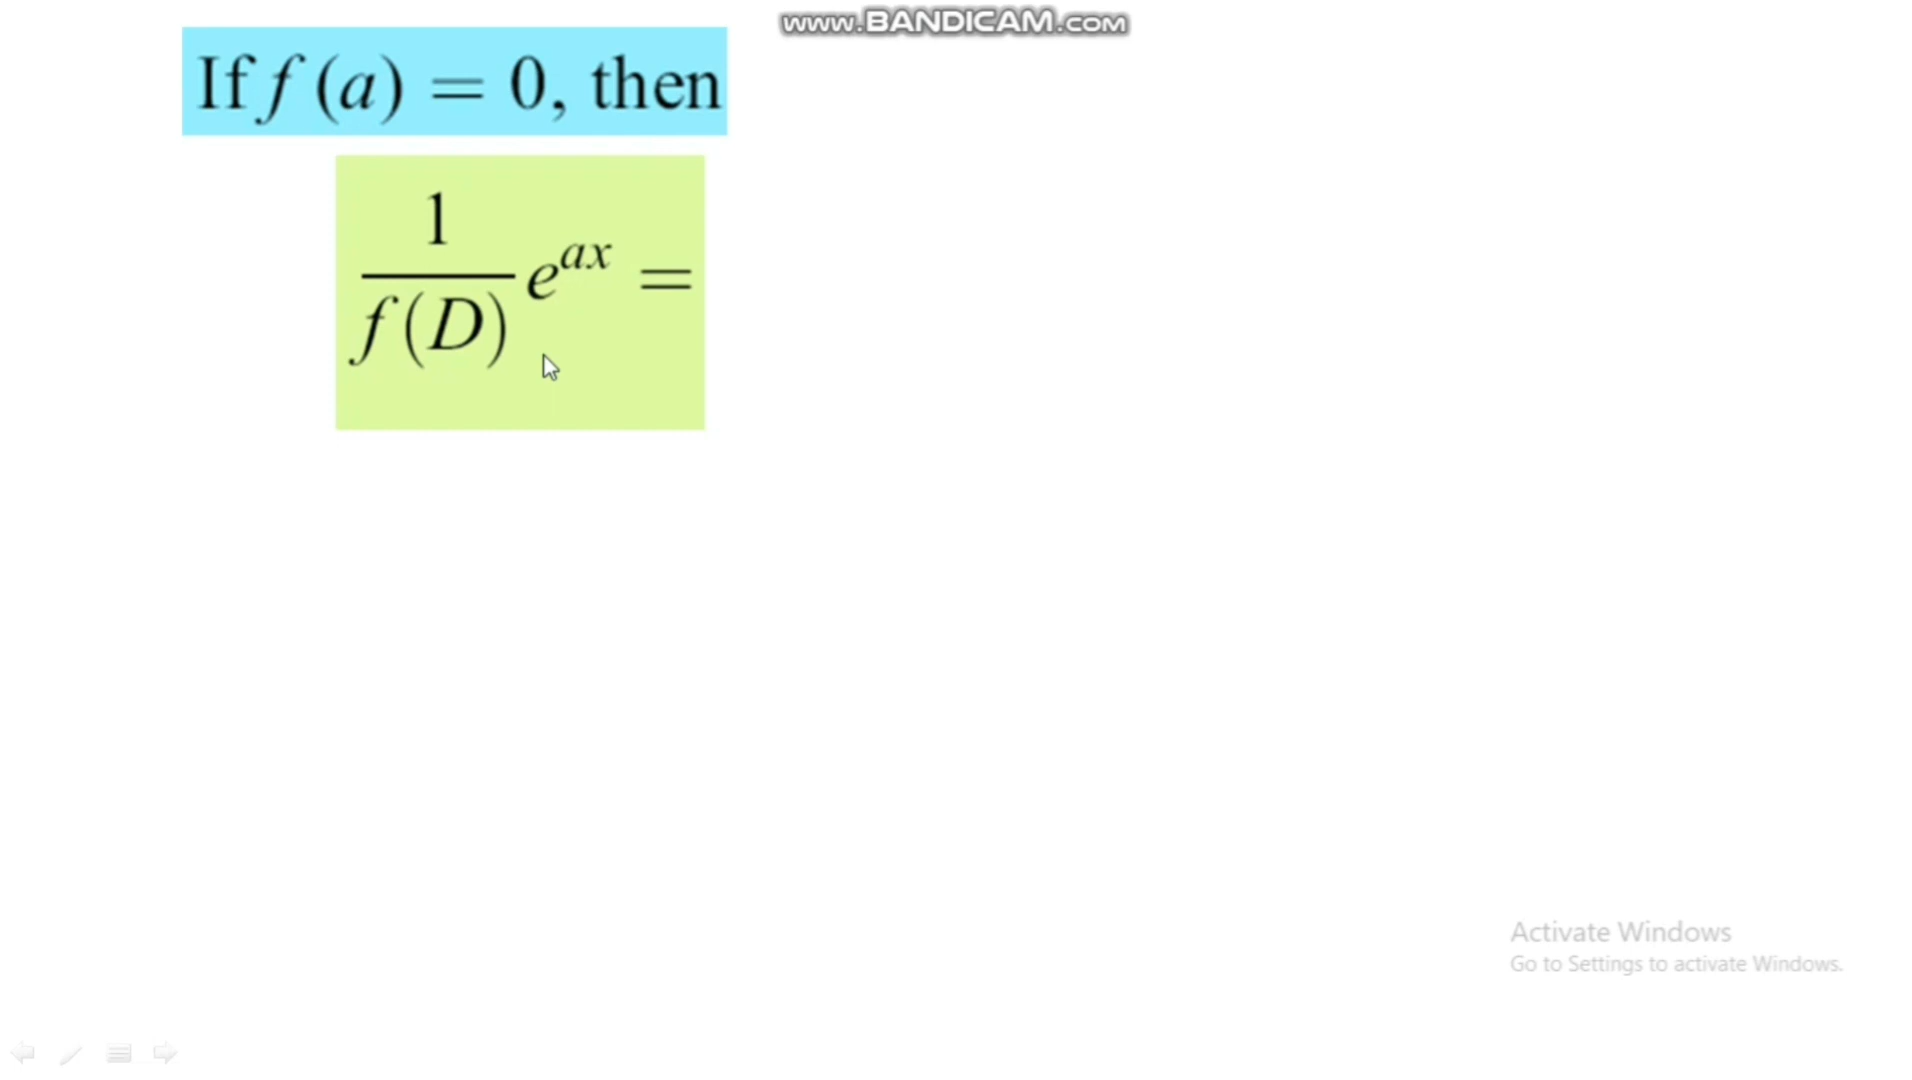 www.BANDICAM.com
If f (a) = 0, then
1
f(D) e^{ax} =
Activate Windows
Go to Settings to activate Windows.